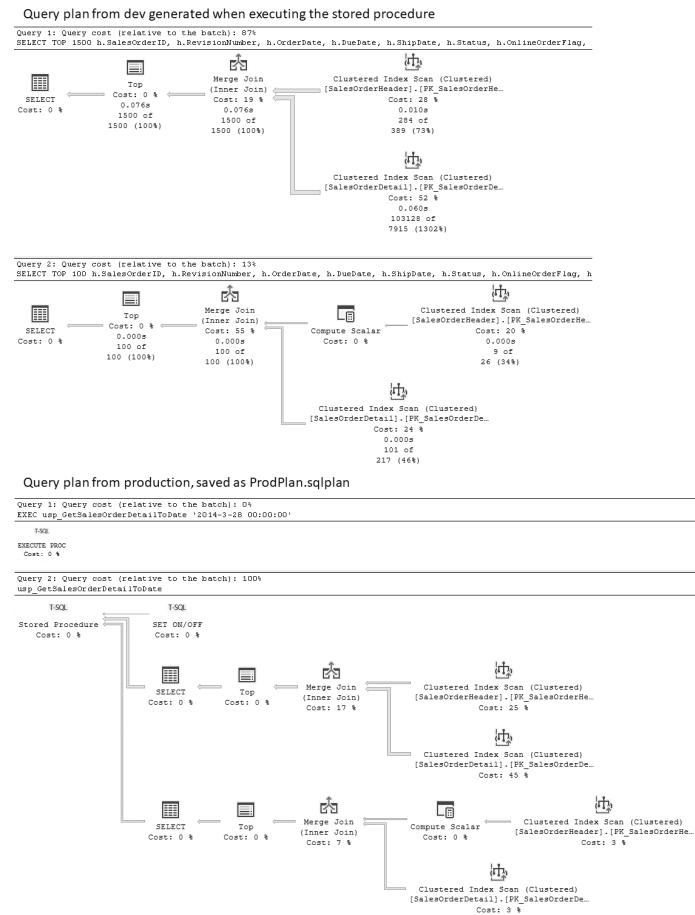 Query plan from dev generated when executing the stored procedure
Query 1: Query cost (relative to the batch): 87%
SELECT TOP 1500 h.SalesOrderID, h.RevisionNumber, h.OrderDate, h.DueDate, h.ShipDate, h.Status, h.OnlineOrderFlag,
SELECT
Cost: 0 %
Top
Cost: 0 %
0.076s
1500 of
1500 (100%)
Merge Join
(Inner Join)
Cost: 19 %
0.076s
1500 of
1500 (100%)
Clustered Index Scan (Clustered)
[SalesOrderHeader].[PK_SalesOrderHe…
Cost: 28 %
0.010s
284 of
389 (73%)
Clustered Index Scan (Clustered)
[SalesOrderDetail].[PK_SalesOrderDe…
Cost: 52 %
0.060s
103128 of
7915 (1302%)
Query 2: Query cost (relative to the batch): 13%
SELECT TOP 100 h.SalesOrderID, h.RevisionNumber, h.OrderDate, h.DueDate, h.ShipDate, h.Status, h.OnlineOrderFlag, h
SELECT
Cost: 0 %
Top
Cost: 0 %
0.000s
100 of
100 (100%)
Merge Join
(Inner Join)
Cost: 55 %
0.000s
100 of
100 (100%)
Compute Scalar
Cost: 0 %
Clustered Index Scan (Clustered)
[SalesOrderHeader].[PK_SalesOrderHe…
Cost: 20 %
0.000s
9 of
26 (34%)
Clustered Index Scan (Clustered)
[SalesOrderDetail].[PK_SalesOrderDe…
Cost: 24 %
0.000s
101 of
217 (46%)
Query plan from production, saved as ProdPlan.sqlplan
Query 1: Query cost (relative to the batch): 0%
EXEC usp_GetSalesOrderDetailToDate '2014-3-28 00:00:00'
T-SQL
EXECUTE PROC
Cost: 0 %
Query 2: Query cost (relative to the batch): 100%
usp_GetSalesOrderDetailToDate
T-SQL
Stored Procedure
Cost: 0 %
T-SQL
SET ON/OFF
Cost: 0 %
SELECT
Cost: 0 %
Top
Cost: 0 %
Merge Join
(Inner Join)
Cost: 17 %
Clustered Index Scan (Clustered)
[SalesOrderHeader].[PK_SalesOrderHe…
Cost: 25 %
Clustered Index Scan (Clustered)
[SalesOrderDetail].[PK_SalesOrderDe…
Cost: 45 %
SELECT
Cost: 0 %
Top
Cost: 0 %
Merge Join
(Inner Join)
Cost: 7 %
Compute Scalar
Cost: 0 %
Clustered Index Scan (Clustered)
[SalesOrderHeader].[PK_SalesOrderHe…
Cost: 3 %
Clustered Index Scan (Clustered)
[SalesOrderDetail].[PK_SalesOrderDe…
Cost: 3 %